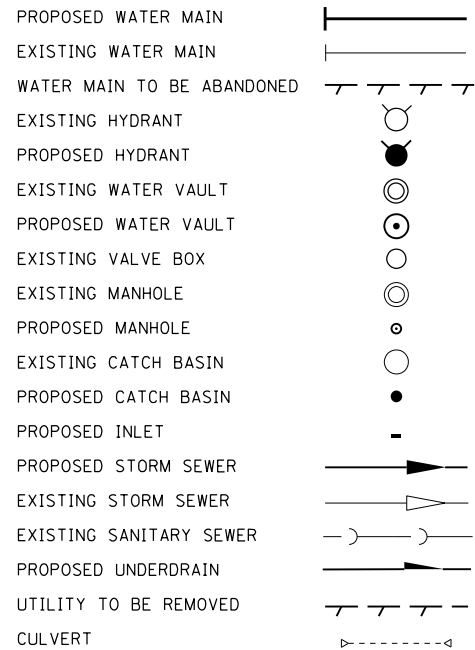 PROPOSED WATER MAIN
EXISTING WATER MAIN
WATER MAIN TO BE ABANDONED
EXISTING HYDRANT
PROPOSED HYDRANT
EXISTING WATER VAULT
PROPOSED WATER VAULT
EXISTING VALVE BOX
EXISTING MANHOLE
PROPOSED MANHOLE
EXISTING CATCH BASIN
PROPOSED CATCH BASIN
PROPOSED INLET
PROPOSED STORM SEWER
EXISTING STORM SEWER
EXISTING SANITARY SEWER
PROPOSED UNDERDRAIN
UTILITY TO BE REMOVED
CULVERT